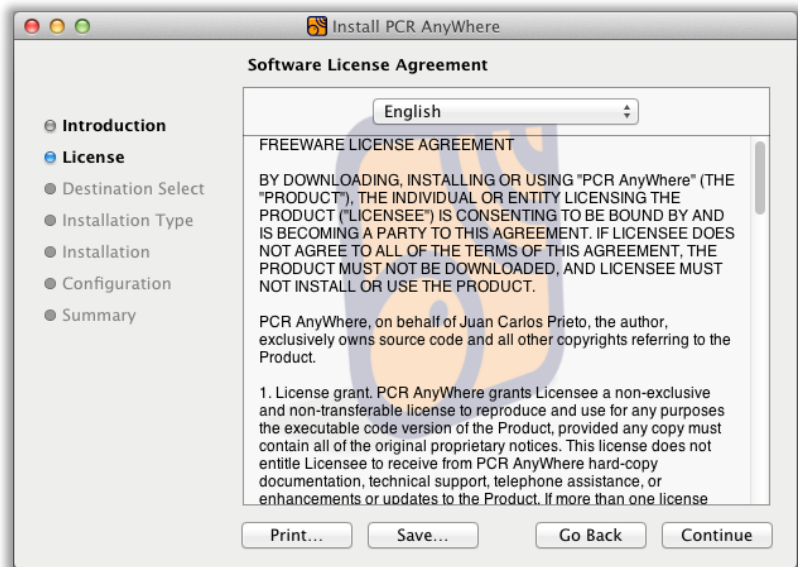 Install PCR AnyWhere
Software License Agreement
Introduction
License
Destination Select
Installation Type
Installation
Configuration
Summary
English
FREEWARE LICENSE AGREEMENT
BY DOWNLOADING, INSTALLING OR USING "PCR AnyWhere" (THE
"PRODUCT"), THE INDIVIDUAL OR ENTITY LICENSING THE
PRODUCT ("LICENSEE") IS CONSENTING TO BE BOUND BY AND
IS BECOMING A PARTY TO THIS AGREEMENT. IF LICENSEE DOES
NOT AGREE TO ALL OF THE TERMS OF THIS AGREEMENT, THE
PRODUCT MUST NOT BE DOWNLOADED, AND LICENSEE MUST
NOT INSTALL OR USE THE PRODUCT.
PCR AnyWhere, on behalf of Juan Carlos Prieto, the author,
exclusively owns source code and all other copyrights referring to the
Product.
1. License grant. PCR AnyWhere grants Licensee a non-exclusive
and non-transferable license to reproduce and use for any purposes
the executable code version of the Product, provided any copy must
contain all of the original proprietary notices. This license does not
entitle Licensee to receive from PCR AnyWhere hard-copy
documentation, technical support, telephone assistance, or
enhancements or updates to the Product. If more than one license
Print...
Save...
Go Back
Continue